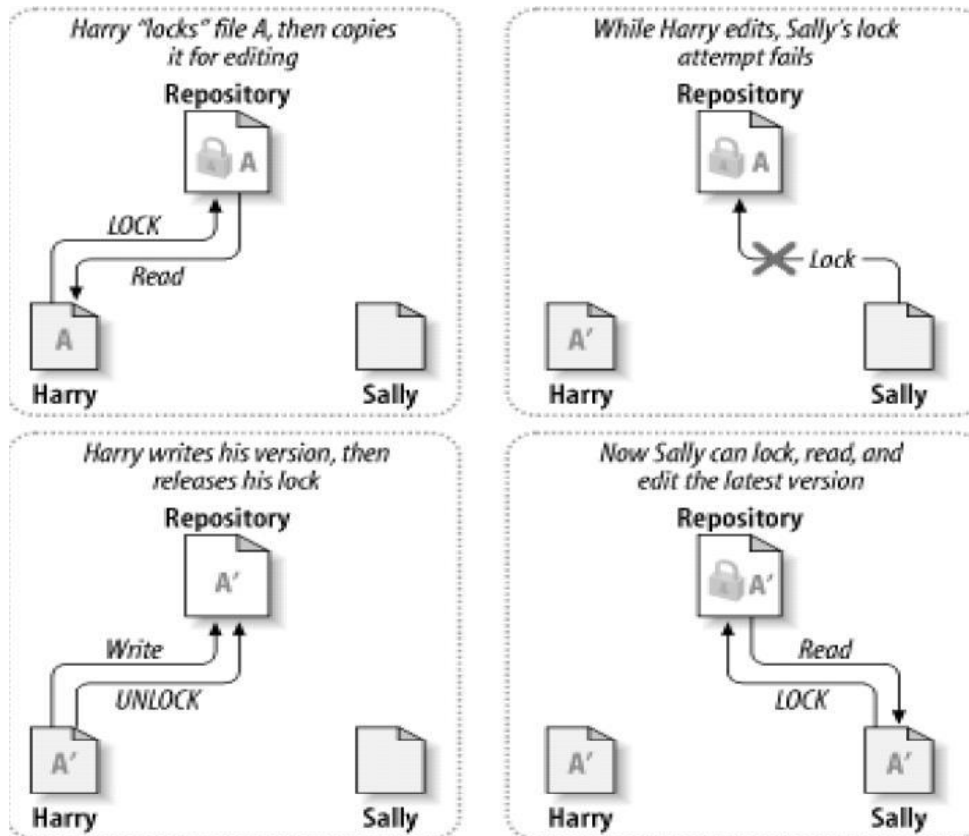 Harry “locks” file A, then copies
it for editing
Repository
A
LOCK
Read
A
Harry
Sally
While Harry edits, Sally’s lock
attempt fails
Repository
A
Lock
A’
Harry
Sally
Harry writes his version, then
releases his lock
Repository
A’
Write
UNLOCK
A’
Harry
Sally
Now Sally can lock, read, and
edit the latest version
Repository
A’
Read
LOCK
A’
Harry
A’
Sally